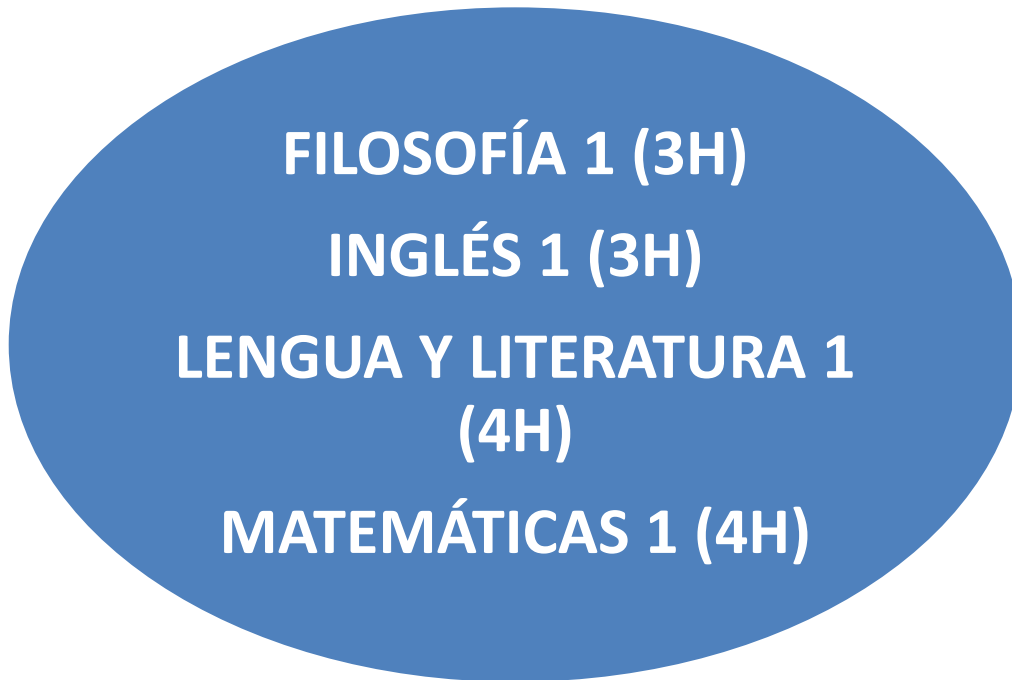 FILOSOFÍA 1 (3H)
INGLÉS 1 (3H)
LENGUA Y LITERATURA 1
(4H)
MATEMÁTICAS 1 (4H)